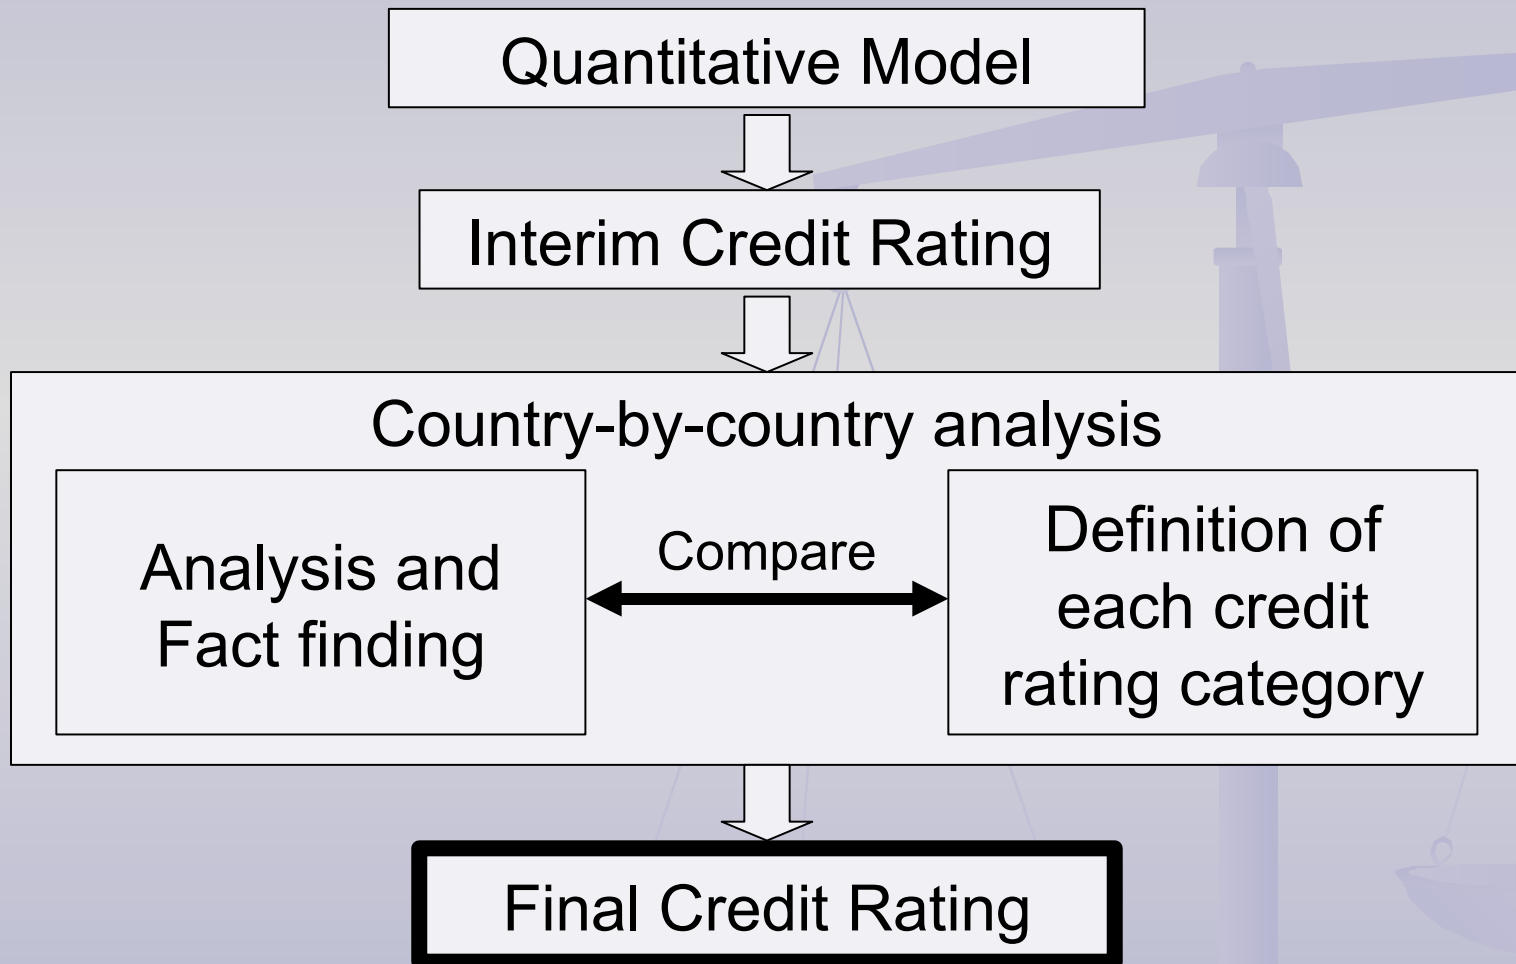 Quantitative Model
Interim Credit Rating
Country-by-country analysis
Analysis and
Fact finding
Compare
Definition of
each credit
rating category
Final Credit Rating